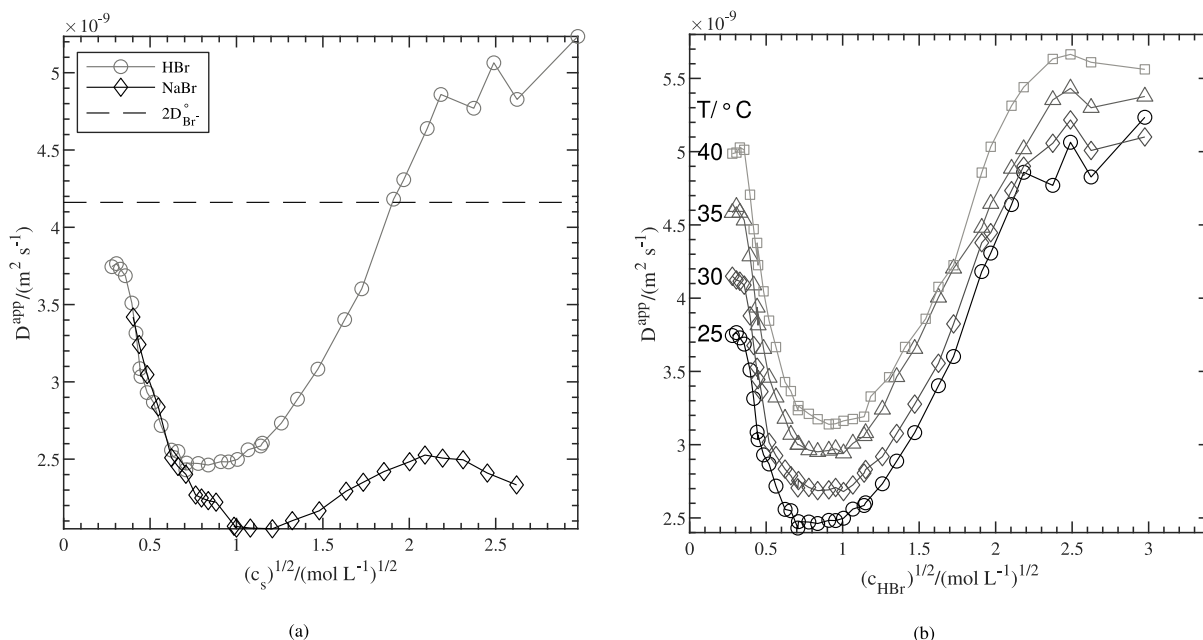 ×10⁻⁹
HBr
NaBr
2D°Br-
5
4.5
4
3.5
3
2.5
D^app/(m² s⁻¹)
0 0.5 1 1.5 2 2.5
(c_s)^1/2/(mol L⁻¹)^1/2
(a)
×10⁻⁹
T/°C
40
35
30
25
5.5
5
4.5
4
3.5
3
2.5
D^app/(m² s⁻¹)
0 0.5 1 1.5 2 2.5 3
(c_HBr)^1/2/(mol L⁻¹)^1/2
(b)